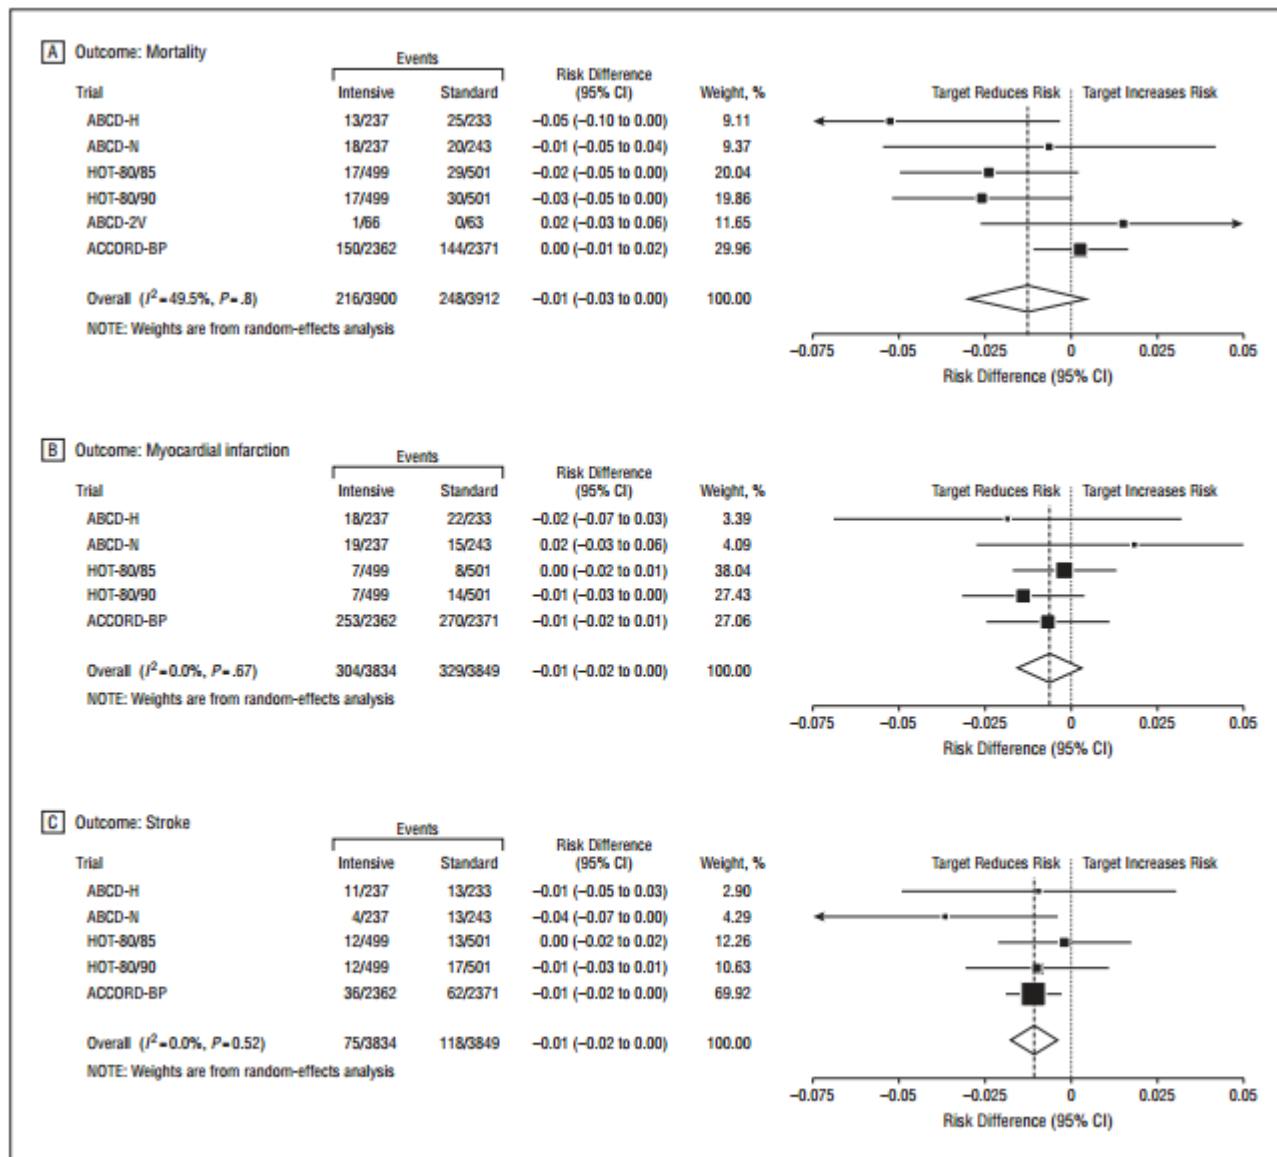 A Outcome: Mortality
Events
Trial Intensive Standard Risk Difference (95% CI) Weight, % Target Reduces Risk Target Increases Risk
ABCD-H 13/237 25/233 −0.05 (−0.10 to 0.00) 9.11
ABCD-N 18/237 20/243 −0.01 (−0.05 to 0.04) 9.37
HOT-80/85 17/499 29/501 −0.02 (−0.05 to 0.00) 20.04
HOT-80/90 17/499 30/501 −0.03 (−0.05 to 0.00) 19.86
ABCD-2V 1/66 0/63 0.02 (−0.03 to 0.06) 11.65
ACCORD-BP 150/2362 144/2371 0.00 (−0.01 to 0.02) 29.96
Overall (I²=49.5%, P=.8) 216/3900 248/3912 −0.01 (−0.03 to 0.00) 100.00
NOTE: Weights are from random-effects analysis
−0.075 −0.05 −0.025 0 0.025 0.05
Risk Difference (95% CI)
B Outcome: Myocardial infarction
Events
Trial Intensive Standard Risk Difference (95% CI) Weight, % Target Reduces Risk Target Increases Risk
ABCD-H 18/237 22/233 −0.02 (−0.07 to 0.03) 3.39
ABCD-N 19/237 15/243 0.02 (−0.03 to 0.06) 4.09
HOT-80/85 7/499 8/501 0.00 (−0.02 to 0.01) 38.04
HOT-80/90 7/499 14/501 −0.01 (−0.03 to 0.00) 27.43
ACCORD-BP 253/2362 270/2371 −0.01 (−0.02 to 0.01) 27.06
Overall (I²=0.0%, P=.67) 304/3834 329/3849 −0.01 (−0.02 to 0.00) 100.00
NOTE: Weights are from random-effects analysis
−0.075 −0.05 −0.025 0 0.025 0.05
Risk Difference (95% CI)
C Outcome: Stroke
Events
Trial Intensive Standard Risk Difference (95% CI) Weight, % Target Reduces Risk Target Increases Risk
ABCD-H 11/237 13/233 −0.01 (−0.05 to 0.03) 2.90
ABCD-N 4/237 13/243 −0.04 (−0.07 to 0.00) 4.29
HOT-80/85 12/499 13/501 0.00 (−0.02 to 0.02) 12.26
HOT-80/90 12/499 17/501 −0.01 (−0.03 to 0.01) 10.63
ACCORD-BP 36/2362 62/2371 −0.01 (−0.02 to 0.00) 69.92
Overall (I²=0.0%, P=0.52) 75/3834 118/3849 −0.01 (−0.02 to 0.00) 100.00
NOTE: Weights are from random-effects analysis
−0.075 −0.05 −0.025 0 0.025 0.05
Risk Difference (95% CI)